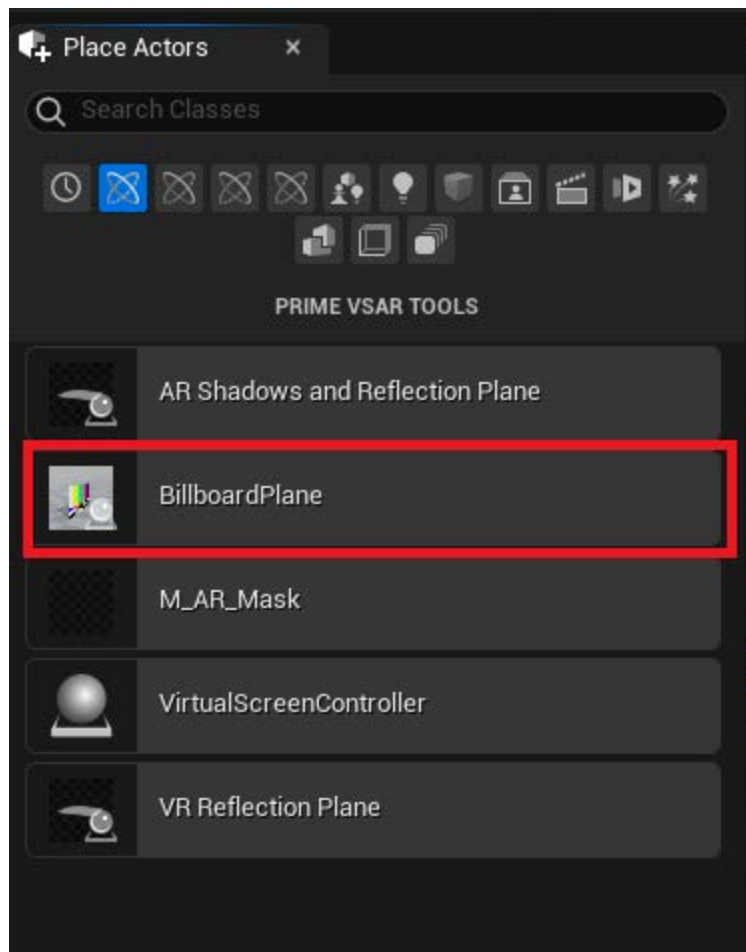 Place Actors
Search Classes
PRIME VSAR TOOLS
AR Shadows and Reflection Plane
BillboardPlane
M_AR_Mask
VirtualScreenController
VR Reflection Plane